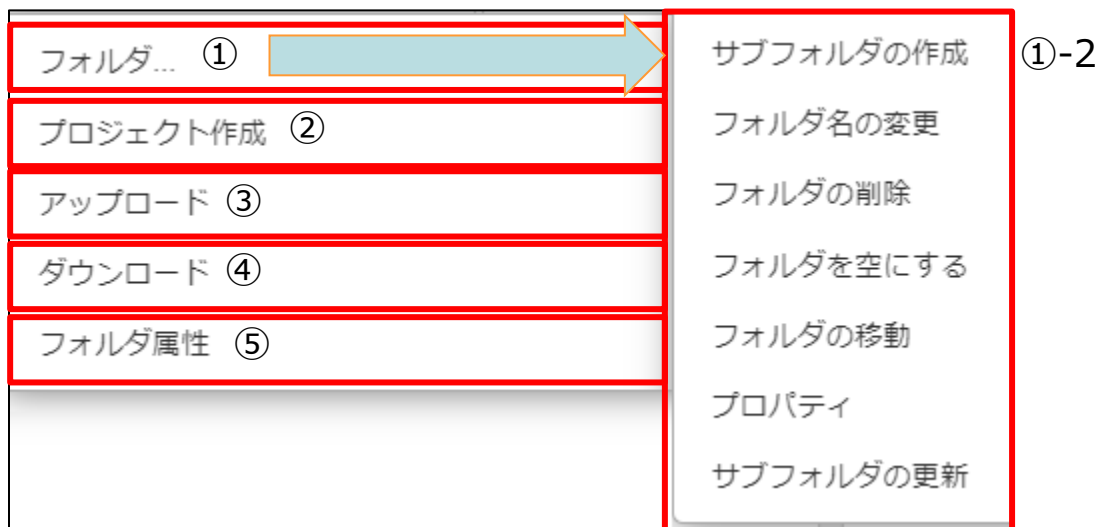 フォルダ... ①
プロジェクト作成 ②
アップロード ③
ダウンロード ④
フォルダ属性 ⑤
サブフォルダの作成
フォルダ名の変更
フォルダの削除
フォルダを空にする
フォルダの移動
プロパティ
サブフォルダの更新
①-2